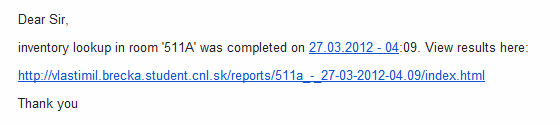 Dear Sir,
inventory lookup in room '511A' was completed on 27.03.2012 - 04:09. View results here:
http://vlastimil.brecka.student.cnl.sk/reports/511a_-_27-03-2012-04.09/index.html
Thank you